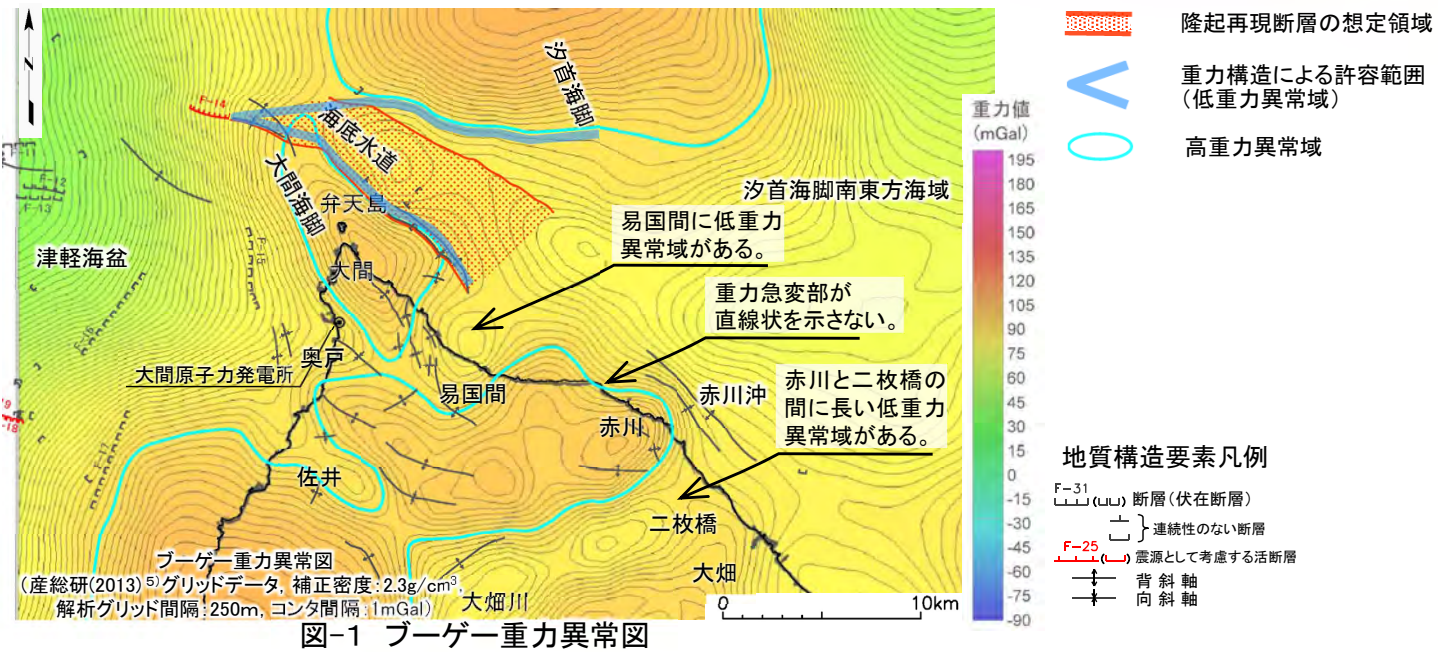 N
F-14
汐首海脚
海底水道
大間海脚
F-11
F-12
F-13
弁天島
汐首海脚南東方海域
易国間に低重力
異常域がある。
津軽海盆
F-15
大間
重力急変部が
直線状を示さない。
F-16
奥戸
大間原子力発電所
易国間
赤川沖
赤川と二枚橋の
間に長い低重力
異常域がある。
赤川
F-17
佐井
二枚橋
大畑
大畑川
ブーゲー重力異常図
(産総研(2013)5)グリッドデータ, 補正密度:2.3g/cm3,
解析グリッド間隔:250m, コンタ間隔:1mGal)
0 10km
図-1 ブーゲー重力異常図
重力値
(mGal)
195
180
165
150
135
120
105
90
75
60
45
30
15
0
-15
-30
-45
-60
-75
-90
隆起再現断層の想定領域
重力構造による許容範囲
(低重力異常域)
高重力異常域
地質構造要素凡例
F-31
断層(伏在断層)
連続性のない断層
F-25
震源として考慮する活断層
背斜軸
向斜軸